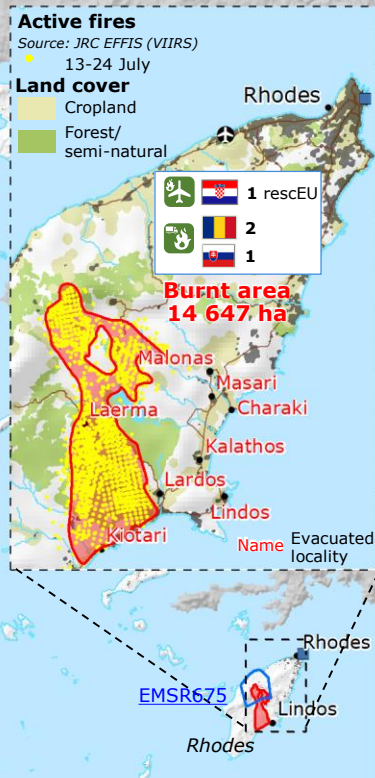 Active fires
Source: JRC EFFIS (VIIRS)
13-24 July
Land cover
Cropland
Forest/
semi-natural
Rhodes
1 rescEU
2
1
Burnt area
14 647 ha
Malonas
Masari
Laerma
Charaki
Kalathos
Lardos
Lindos
Kiotari
Name Evacuated
locality
Rhodes
EMSR675
Lindos
Rhodes